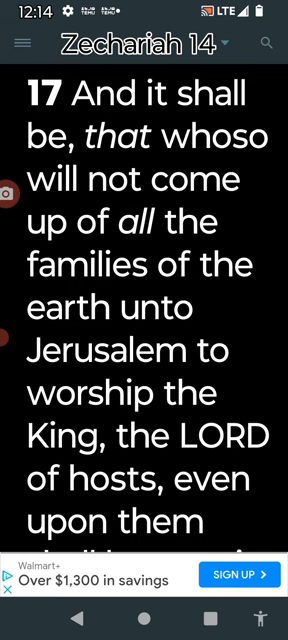 12:14
LTE
Zechariah 14
17 And it shall
be, that whoso
will not come
up of all the
families of the
earth unto
Jerusalem to
worship the
King, the LORD
of hosts, even
upon them
Walmart+
Over $1,300 in savings
SIGN UP